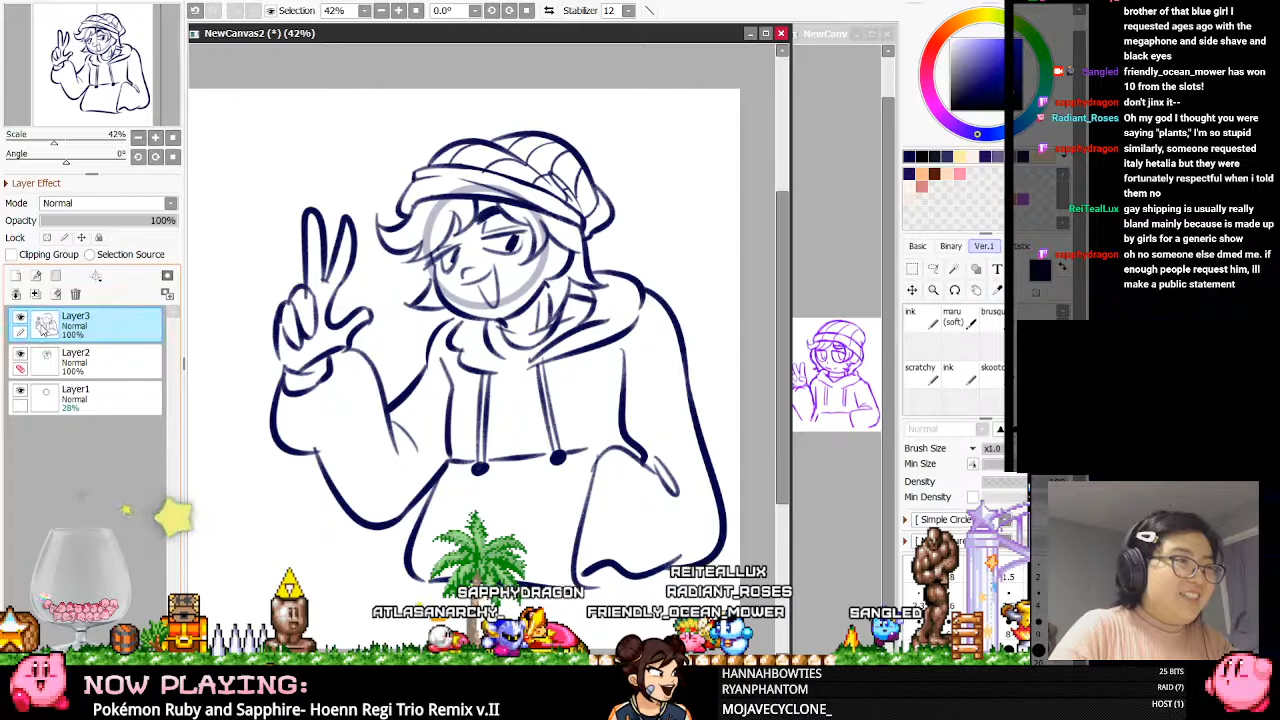 Selection
42%
0.0°
Stabilizer
12
NewCanvas2 (*) (42%)
NewCanv
Scale
42%
Angle
0°
Layer Effect
Mode
Normal
Opacity
100%
Lock
Clipping Group
Selection Source
Layer3
Normal
100%
Layer2
Normal
100%
Layer1
28%
Basic
Binary
Ver.1
T
ink
maru
(soft)
brusq
scratchy
ink
skootc
Normal
Brush Size
x1.0
Min Size
Density
Min Density
[ Simple Circle
brother of that blue girl I
requested ages ago with the
megaphone and side shave and
black eyes
Sangled
friendly_ocean_mower has won
10 from the slots!
sapphydragon
don't jinx it--
Radiant_Roses
Oh my god I thought you were
saying "plants," I'm so stupid
sapphydragon
similarly, someone requested
italy hetalia but they were
fortunately respectful when i told
them no
ReiTealLux
gay shipping is usually really
bland mainly because is made up
by girls for a generic show
sapphydragon
oh no someone else dmed me. if
enough people request him, ill
make a public statement
REITEALLUX
SAPPHYDRAGON
RADIANT_ROSES
ATLASANARCHY_
FRIENDLY_OCEAN_MOWER
SANGLED
NOW PLAYING:
Pokémon Ruby and Sapphire- Hoenn Regi Trio Remix v.II
HANNAHBOWTIES
RYANPHANTOM
MOJAVECYCLONE_
25 BITS
RAID (7)
HOST (1)